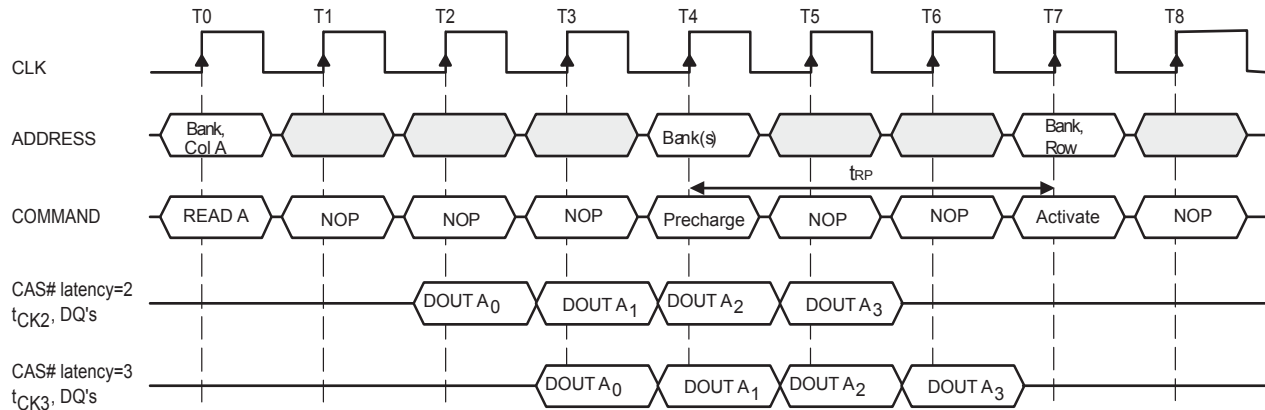 T0 T1 T2 T3 T4 T5 T6 T7 T8
CLK
ADDRESS
Bank,
Col A
Bank(s)
Bank,
Row
tRP
COMMAND READ A NOP NOP NOP Precharge NOP NOP Activate NOP
CAS# latency=2
tCK2, DQ's
DOUT A0 DOUT A1 DOUT A2 DOUT A3
CAS# latency=3
tCK3, DQ's
DOUT A0 DOUT A1 DOUT A2 DOUT A3